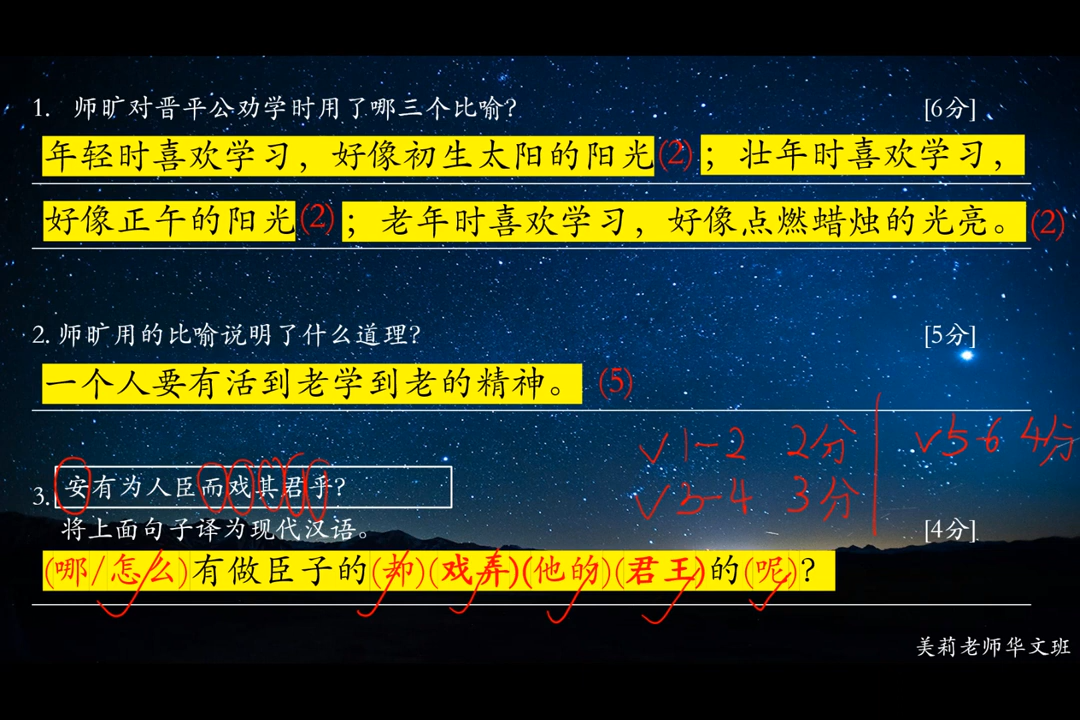 1. 师旷对晋平公劝学时用了哪三个比喻? [6分]
年轻时喜欢学习，好像初生太阳的阳光(2)；壮年时喜欢学习，
好像正午的阳光(2)；老年时喜欢学习，好像点燃蜡烛的光亮。(2)
2. 师旷用的比喻说明了什么道理? [5分]
一个人要有活到老学到老的精神。(5)
✓1-2 2分 ✓5-6 4分
✓3-4 3分
3. 安有为人臣而戏其君乎?
将上面句子译为现代汉语。 [4分]
(哪/怎么)有做臣子的(却)(戏弄)(他的)(君王)的(呢)?
美莉老师华文班